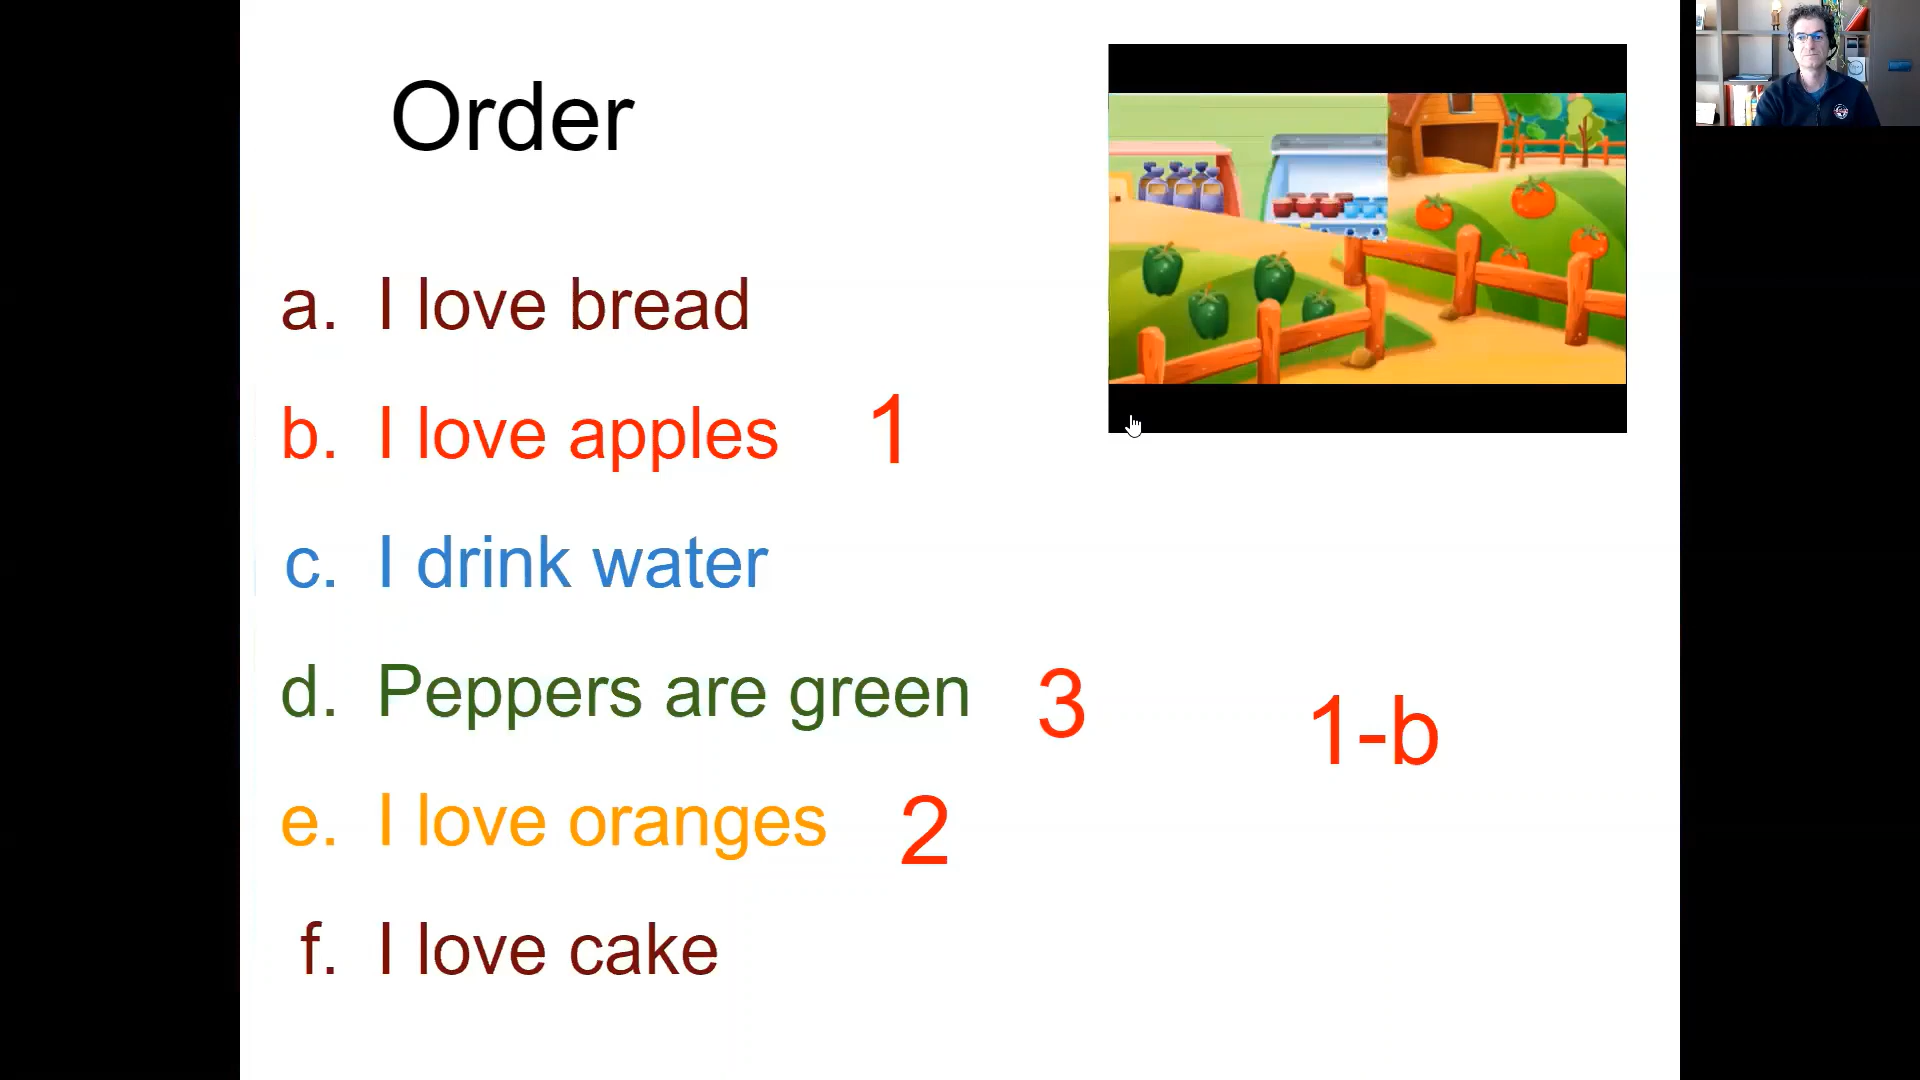 Order
a. I love bread
b. I love apples 1
c. I drink water
d. Peppers are green 3
1-b
e. I love oranges 2
f. I love cake